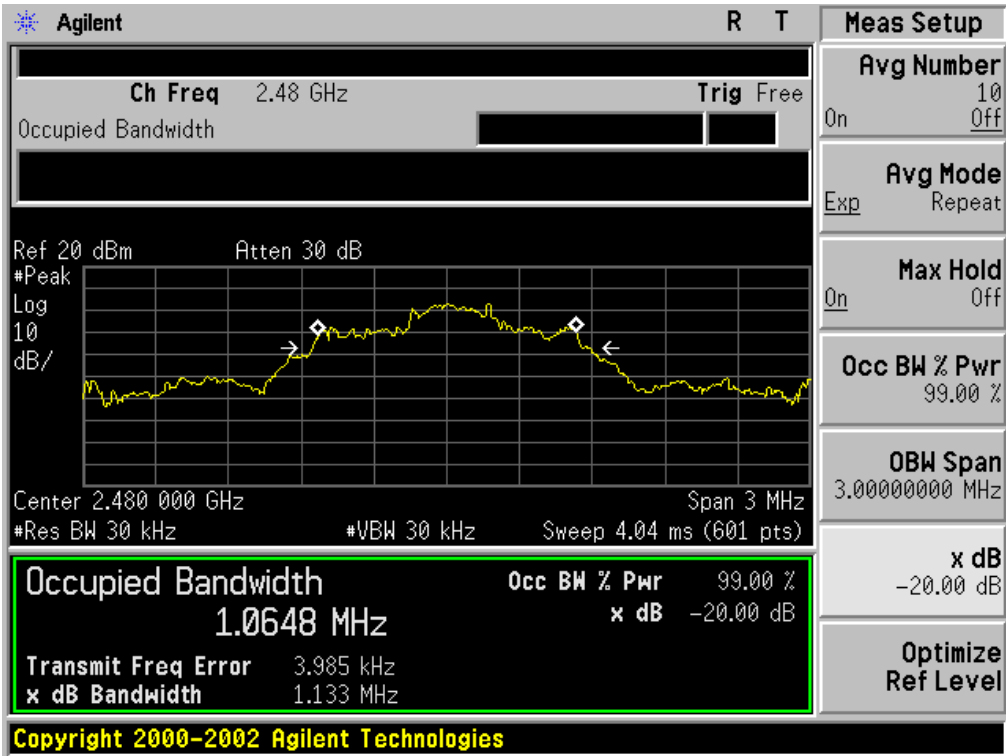 Agilent R T
Ch Freq 2.48 GHz Trig Free
Occupied Bandwidth
Ref 20 dBm Atten 30 dB
#Peak
Log
10
dB/
Center 2.480 000 GHz Span 3 MHz
#Res BW 30 kHz #VBW 30 kHz Sweep 4.04 ms (601 pts)
Occupied Bandwidth Occ BW % Pwr 99.00 %
1.0648 MHz x dB -20.00 dB
Transmit Freq Error 3.985 kHz
x dB Bandwidth 1.133 MHz
Copyright 2000-2002 Agilent Technologies
Meas Setup
Avg Number
10
On Off
Avg Mode
Exp Repeat
Max Hold
On Off
Occ BW % Pwr
99.00 %
OBW Span
3.00000000 MHz
x dB
-20.00 dB
Optimize
Ref Level